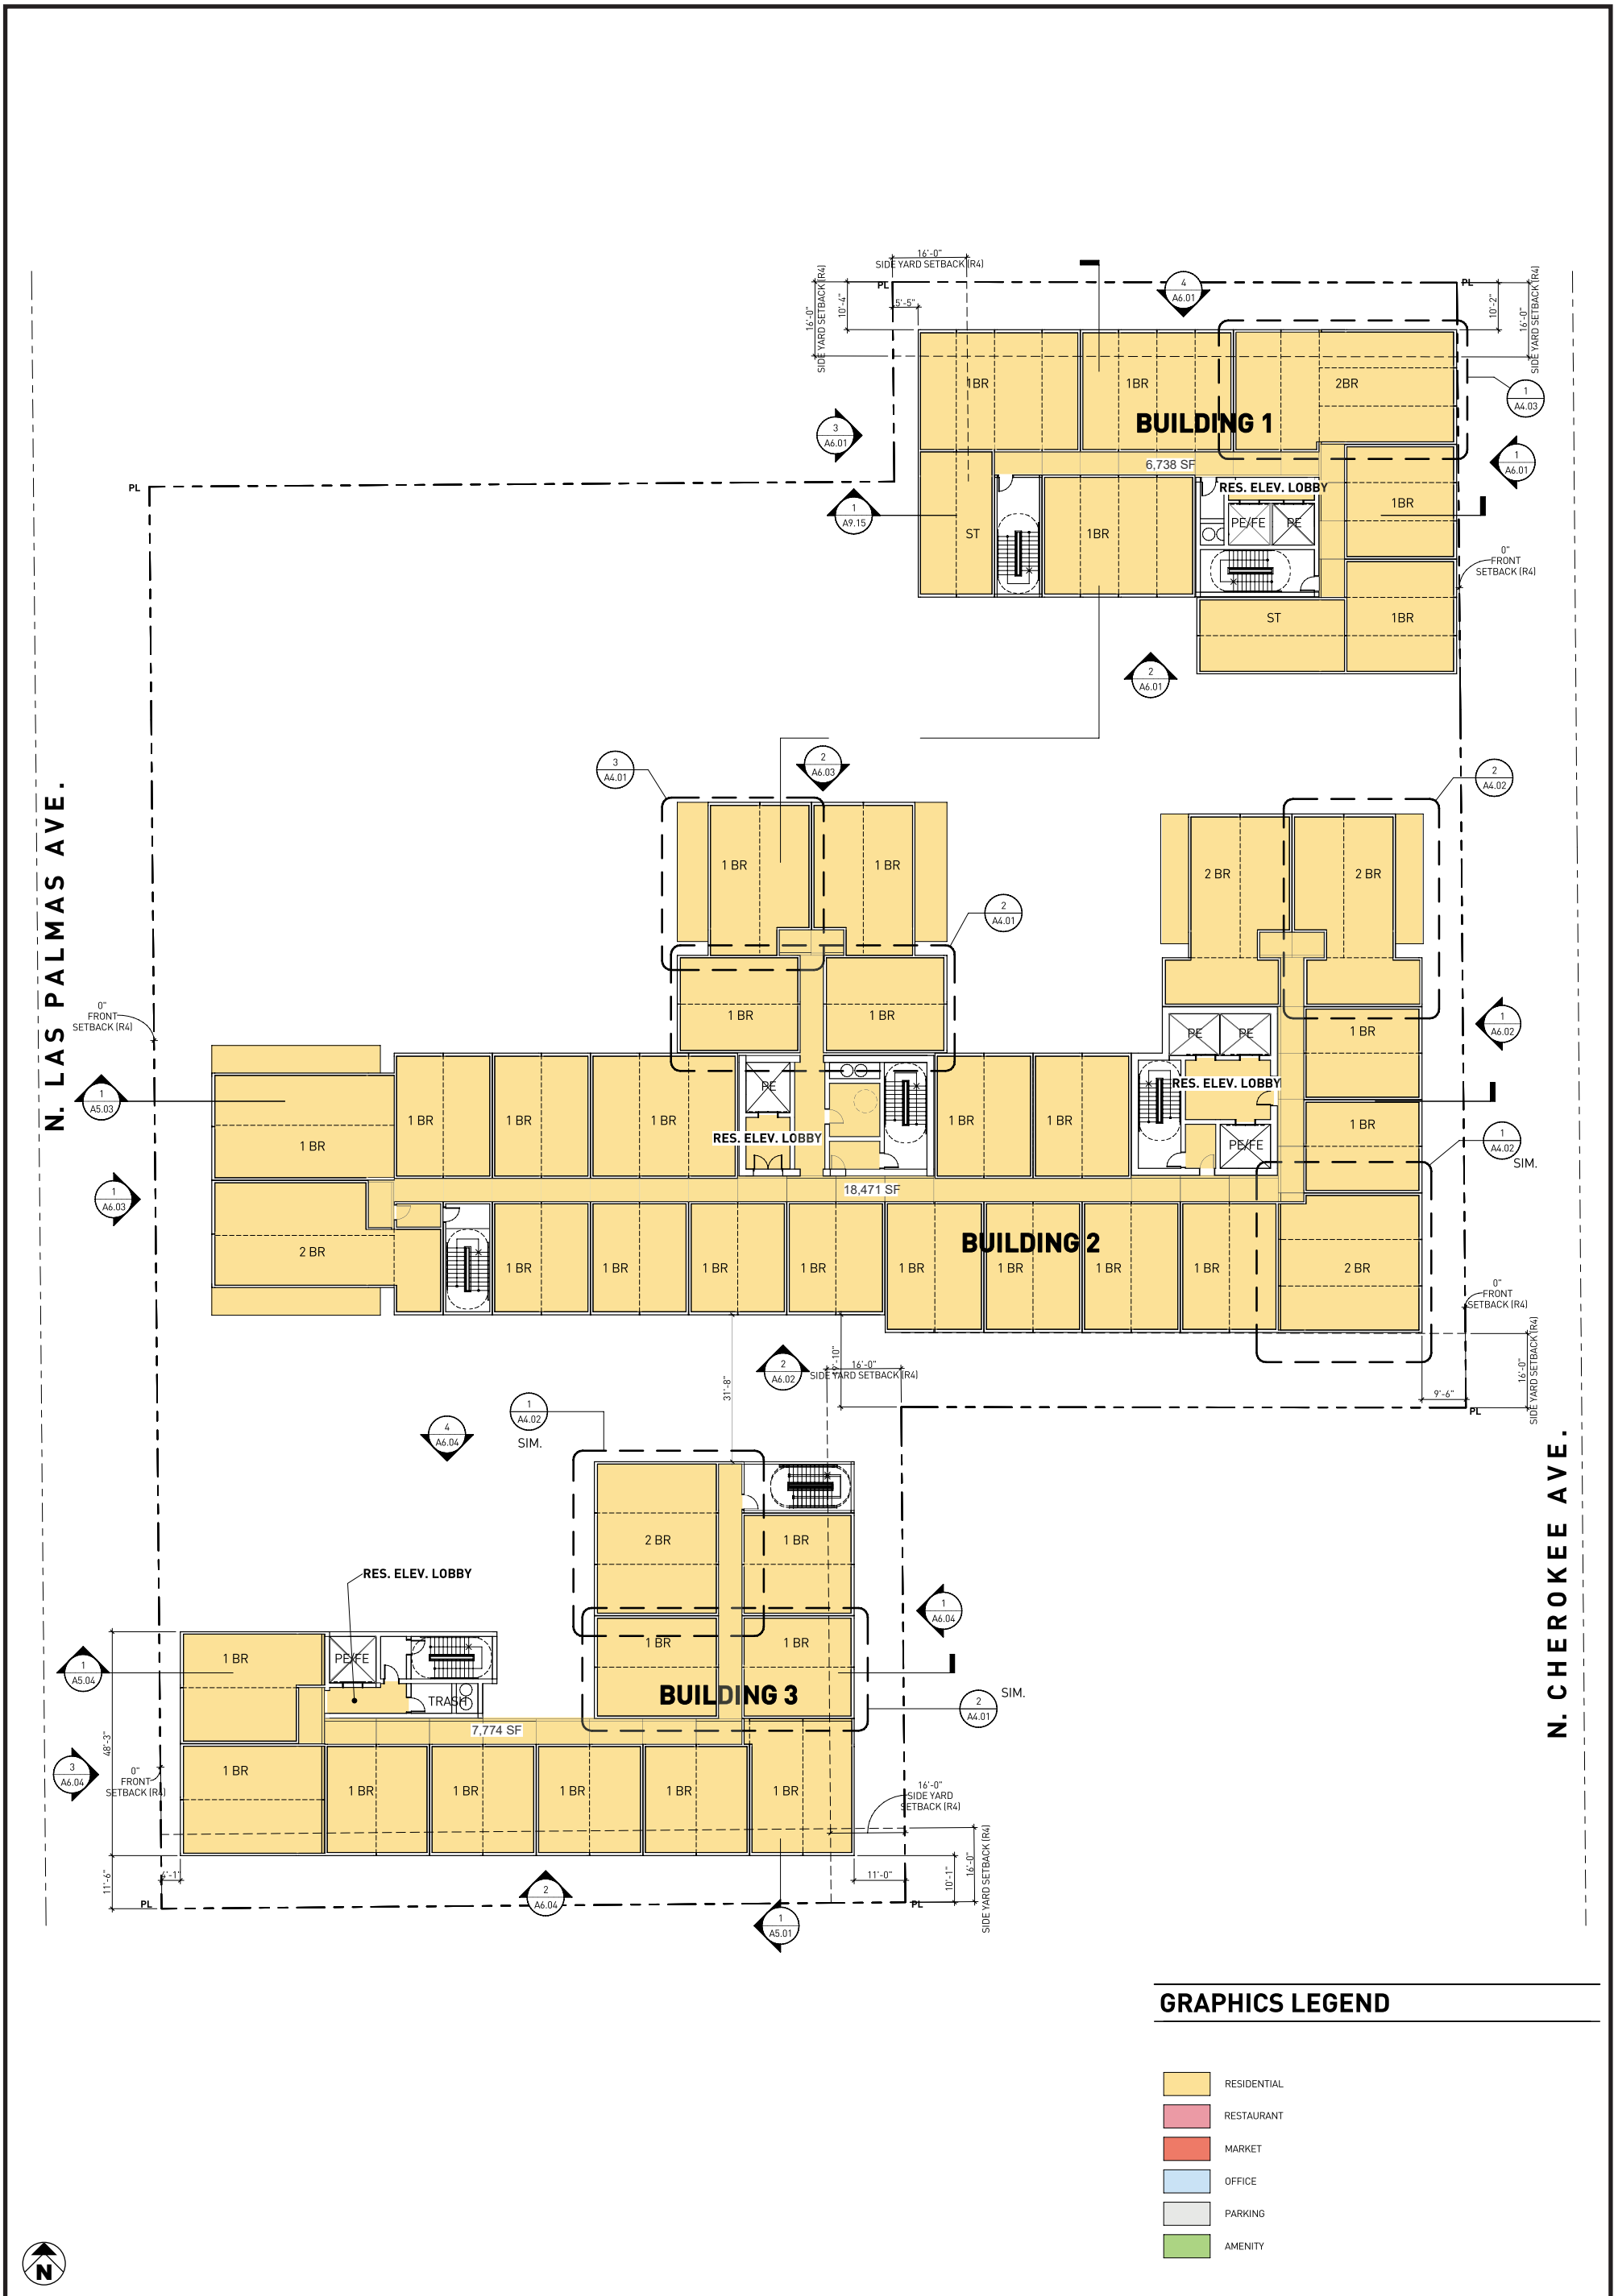 16'-0"
SIDE YARD SETBACK (R4)
PL
PL
4
A6.01
5'-5"
10'-4"
16'-0"
SIDE YARD SETBACK (R4)
10'-2"
16'-0"
SIDE YARD SETBACK (R4)
1BR
1BR
2BR
1
A4.03
BUILDING 1
3
A6.01
6,738 SF
1
A6.01
PL
RES. ELEV. LOBBY
1
A9.15
ST
1BR
PE/FE
PE
1BR
0"
FRONT
SETBACK (R4)
ST
1BR
2
A6.01
3
A4.01
2
A6.03
2
A4.02
N. LAS PALMAS AVE.
1 BR
1 BR
2 BR
2 BR
2
A4.01
0"
FRONT
SETBACK (R4)
1 BR
1 BR
PE
PE
1 BR
1
A6.02
1
A5.03
PE
RES. ELEV. LOBBY
1 BR
1 BR
1 BR
1 BR
1 BR
1 BR
1 BR
RES. ELEV. LOBBY
PE/FE
1
A4.02
SIM.
1
A6.03
18,471 SF
2 BR
BUILDING 2
1 BR
1 BR
1 BR
1 BR
1 BR
1 BR
1 BR
1 BR
2 BR
0"
FRONT
SETBACK (R4)
31'-8"
49'-10"
2
A6.02
16'-0"
SIDE YARD SETBACK (R4)
16'-0"
SIDE YARD SETBACK (R4)
9'-6"
PL
1
A4.02
SIM.
4
A6.04
N. CHEROKEE AVE.
2 BR
1 BR
RES. ELEV. LOBBY
1
A6.04
1
A5.04
1 BR
PE/FE
1 BR
1 BR
TRASH
BUILDING 3
2
A4.01
SIM.
7,774 SF
48'-3"
3
A6.04
0"
FRONT
SETBACK (R4)
1 BR
1 BR
1 BR
1 BR
1 BR
1 BR
16'-0"
SIDE YARD
SETBACK (R4)
11'-6"
4'-1"
11'-0"
10'-1"
16'-0"
SIDE YARD SETBACK (R4)
PL
2
A6.04
PL
1
A5.01
GRAPHICS LEGEND
RESIDENTIAL
RESTAURANT
MARKET
OFFICE
PARKING
AMENITY
N